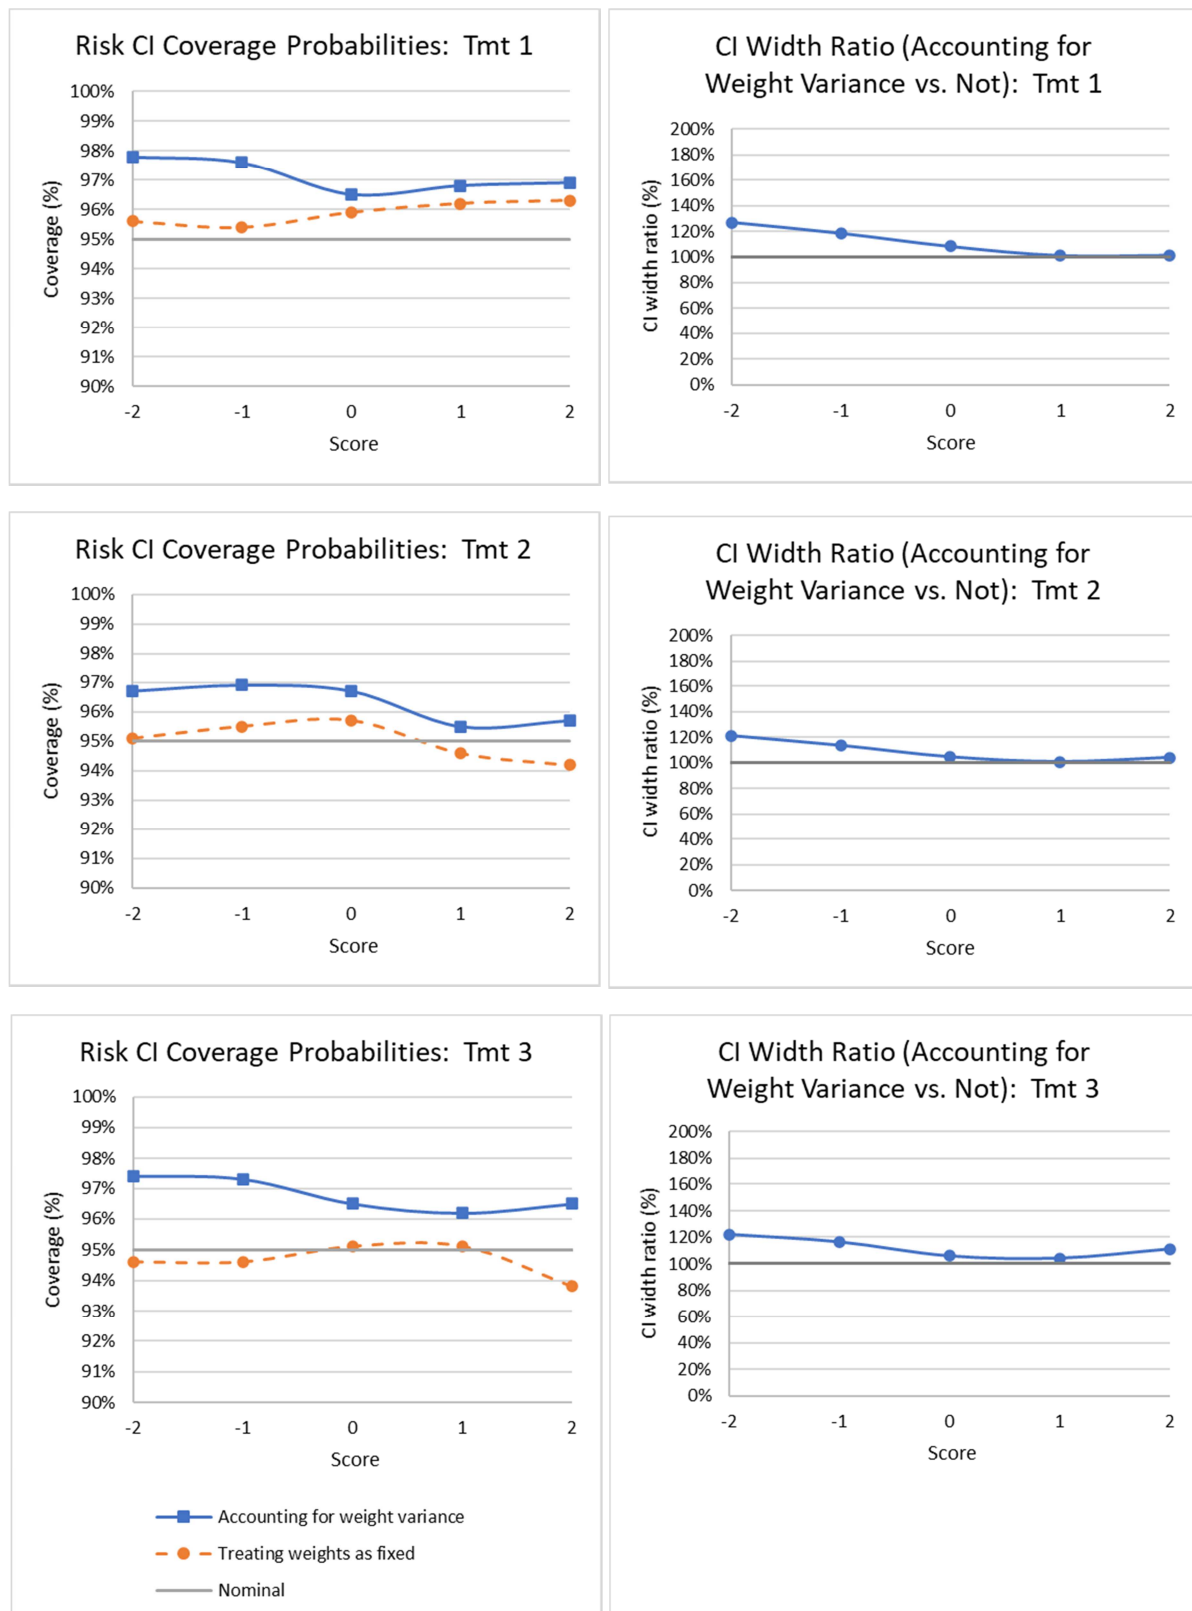 Risk CI Coverage Probabilities: Tmt 1
100%
99%
98%
97%
96%
95%
94%
93%
92%
91%
90%
Coverage (%)
-2 -1 0 1 2
Score
CI Width Ratio (Accounting for
Weight Variance vs. Not): Tmt 1
200%
180%
160%
140%
120%
100%
80%
60%
40%
20%
0%
CI width ratio (%)
-2 -1 0 1 2
Score
Risk CI Coverage Probabilities: Tmt 2
100%
99%
98%
97%
96%
95%
94%
93%
92%
91%
90%
Coverage (%)
-2 -1 0 1 2
Score
CI Width Ratio (Accounting for
Weight Variance vs. Not): Tmt 2
200%
180%
160%
140%
120%
100%
80%
60%
40%
20%
0%
CI width ratio (%)
-2 -1 0 1 2
Score
Risk CI Coverage Probabilities: Tmt 3
100%
99%
98%
97%
96%
95%
94%
93%
92%
91%
90%
Coverage (%)
-2 -1 0 1 2
Score
Accounting for weight variance
Treating weights as fixed
Nominal
CI Width Ratio (Accounting for
Weight Variance vs. Not): Tmt 3
200%
180%
160%
140%
120%
100%
80%
60%
40%
20%
0%
CI width ratio (%)
-2 -1 0 1 2
Score